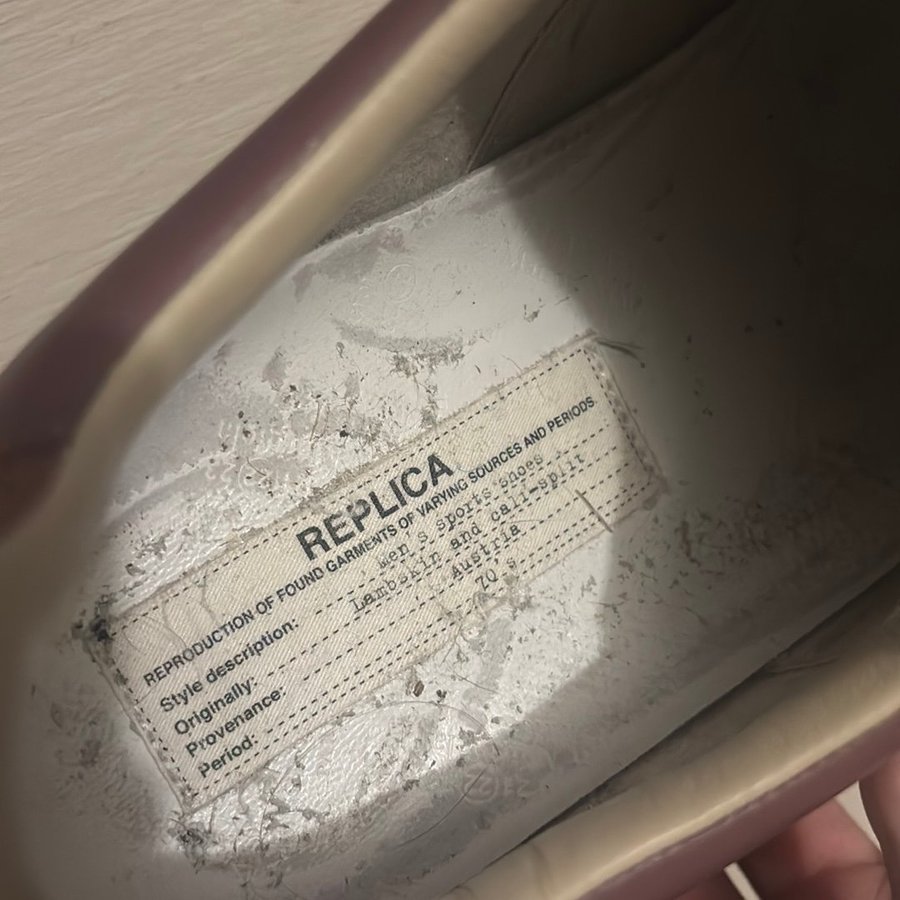 REPLICA
REPRODUCTION OF FOUND GARMENTS OF VARYING SOURCES AND PERIODS
Style description: Men's sports shoes
Originally: Lambskin and calf-split
Provenance: Austria
Period: 70's